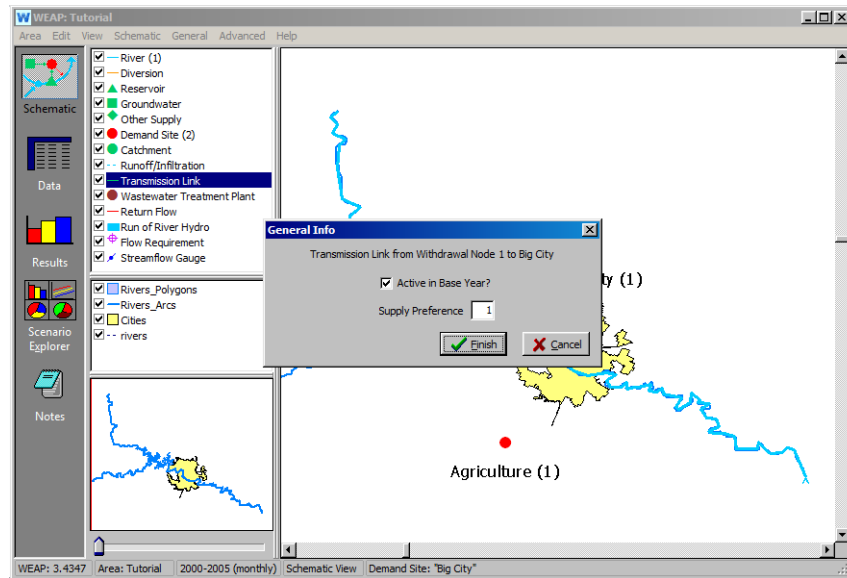 WEAP: Tutorial
Area Edit View Schematic General Advanced Help
Schematic
Data
Results
Scenario
Explorer
Notes
River (1)
Diversion
Reservoir
Groundwater
Other Supply
Demand Site (2)
Catchment
Runoff/Infiltration
Transmission Link
Wastewater Treatment Plant
Return Flow
Run of River Hydro
Flow Requirement
Streamflow Gauge
Rivers_Polygons
Rivers_Arcs
Cities
rivers
General Info
Transmission Link from Withdrawal Node 1 to Big City
Active in Base Year?
Supply Preference 1
Finish Cancel
ty (1)
Agriculture (1)
WEAP: 3.4347 Area: Tutorial 2000-2005 (monthly) Schematic View Demand Site: "Big City"